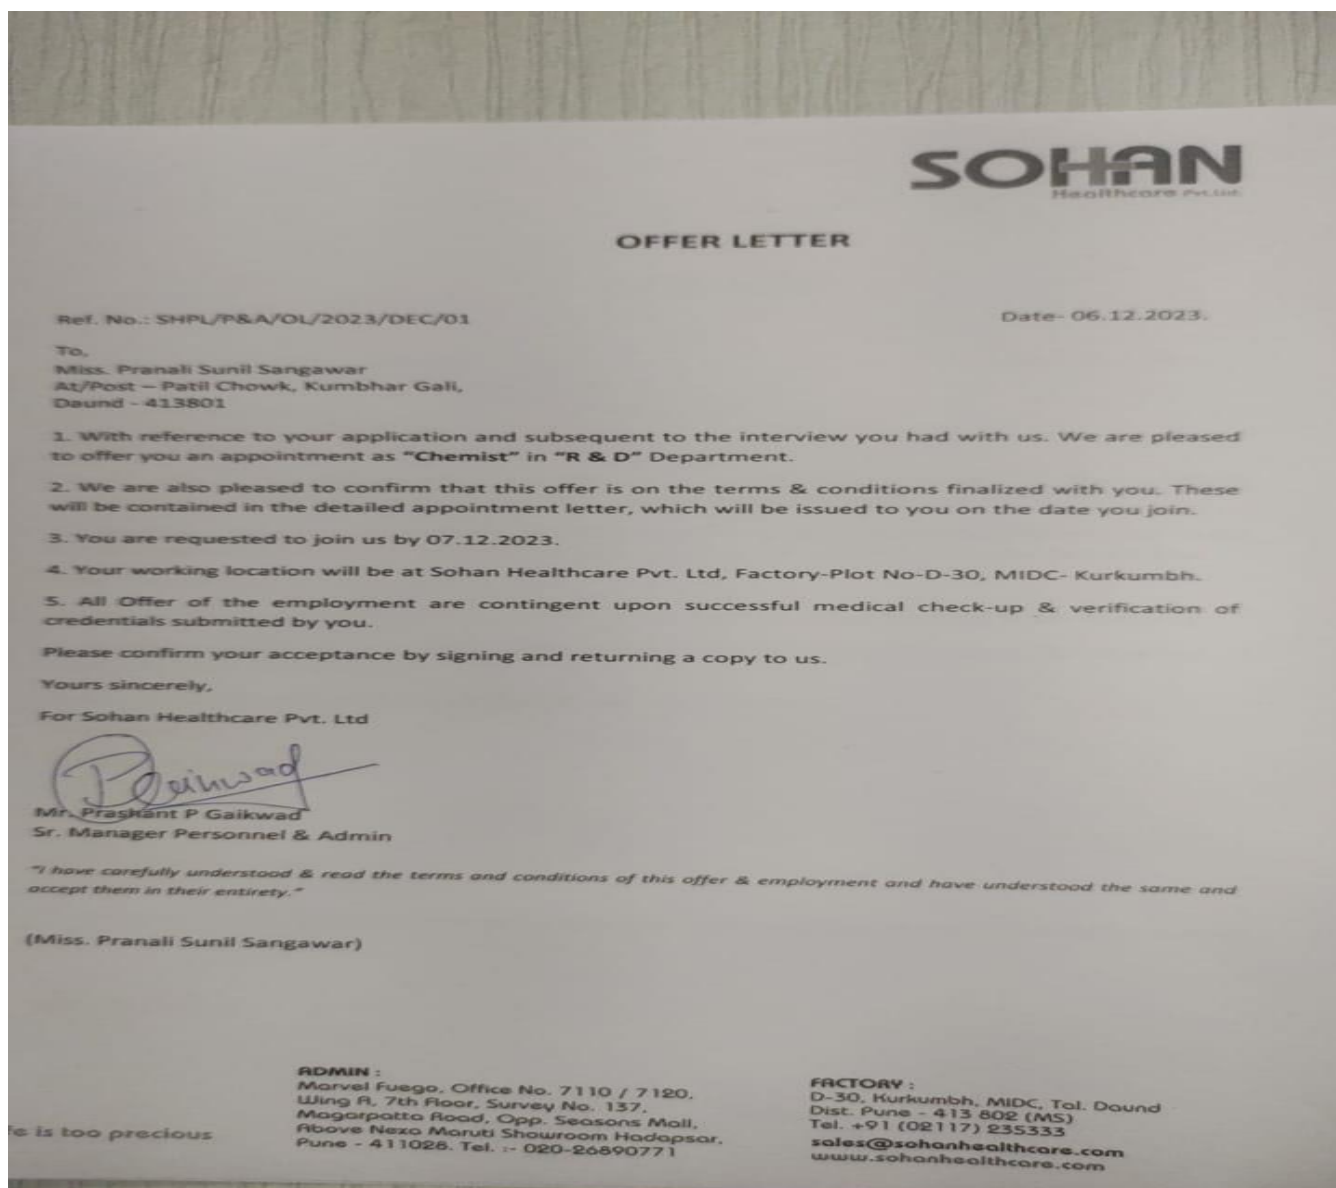 SOHAN
Healthcare Pvt. Ltd.
OFFER LETTER
Ref. No.: SHPL/P&A/OL/2023/DEC/01
Date- 06.12.2023.
To,
Miss. Pranali Sunil Sangawar
At/Post – Patil Chowk, Kumbhar Gali,
Daund - 413801
1. With reference to your application and subsequent to the interview you had with us. We are pleased
to offer you an appointment as "Chemist" in "R & D" Department.
2. We are also pleased to confirm that this offer is on the terms & conditions finalized with you. These
will be contained in the detailed appointment letter, which will be issued to you on the date you join.
3. You are requested to join us by 07.12.2023.
4. Your working location will be at Sohan Healthcare Pvt. Ltd, Factory-Plot No-D-30, MIDC- Kurkumbh.
5. All Offer of the employment are contingent upon successful medical check-up & verification of
credentials submitted by you.
Please confirm your acceptance by signing and returning a copy to us.
Yours sincerely,
For Sohan Healthcare Pvt. Ltd
Mr. Prashant P Gaikwad
Sr. Manager Personnel & Admin
"I have carefully understood & read the terms and conditions of this offer & employment and have understood the same and
accept them in their entirety."
(Miss. Pranali Sunil Sangawar)
fe is too precious
ADMIN :
Marvel Fuego, Office No. 7110 / 7120,
Wing A, 7th Floor, Survey No. 137,
Magarpatta Road, Opp. Seasons Mall,
Above Nexa Maruti Showroom Hadapsar,
Pune - 411028. Tel. :- 020-26890771
FACTORY :
D-30, Kurkumbh, MIDC, Tal. Daund
Dist. Pune - 413 802 (MS)
Tel. +91 (02117) 235333
sales@sohanhealthcare.com
www.sohanhealthcare.com